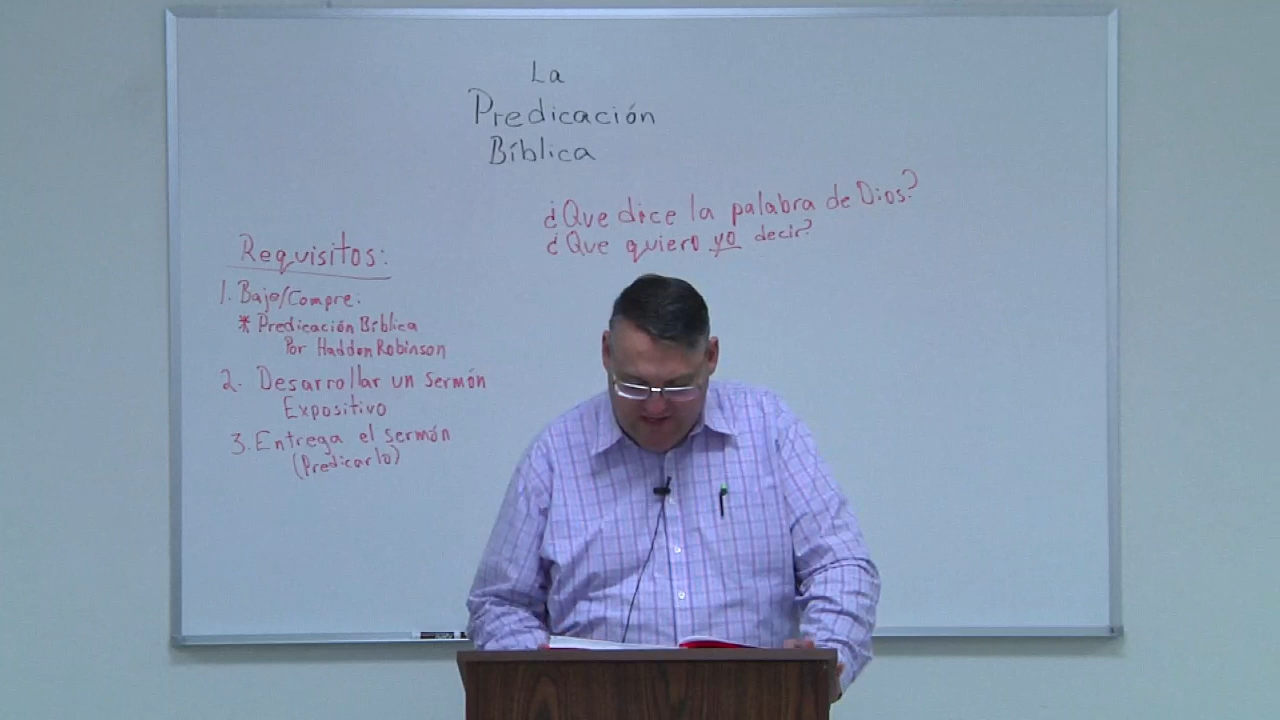 La
Predicación
Bíblica
¿Que dice la palabra de Dios?
¿Que quiero yo decir?
Requisitos:
1. Baje/Compre:
* Predicación Bíblica
Por Haddon Robinson
2. Desarrollar un sermón
Expositivo
3. Entrega el sermón
(Predicarlo)